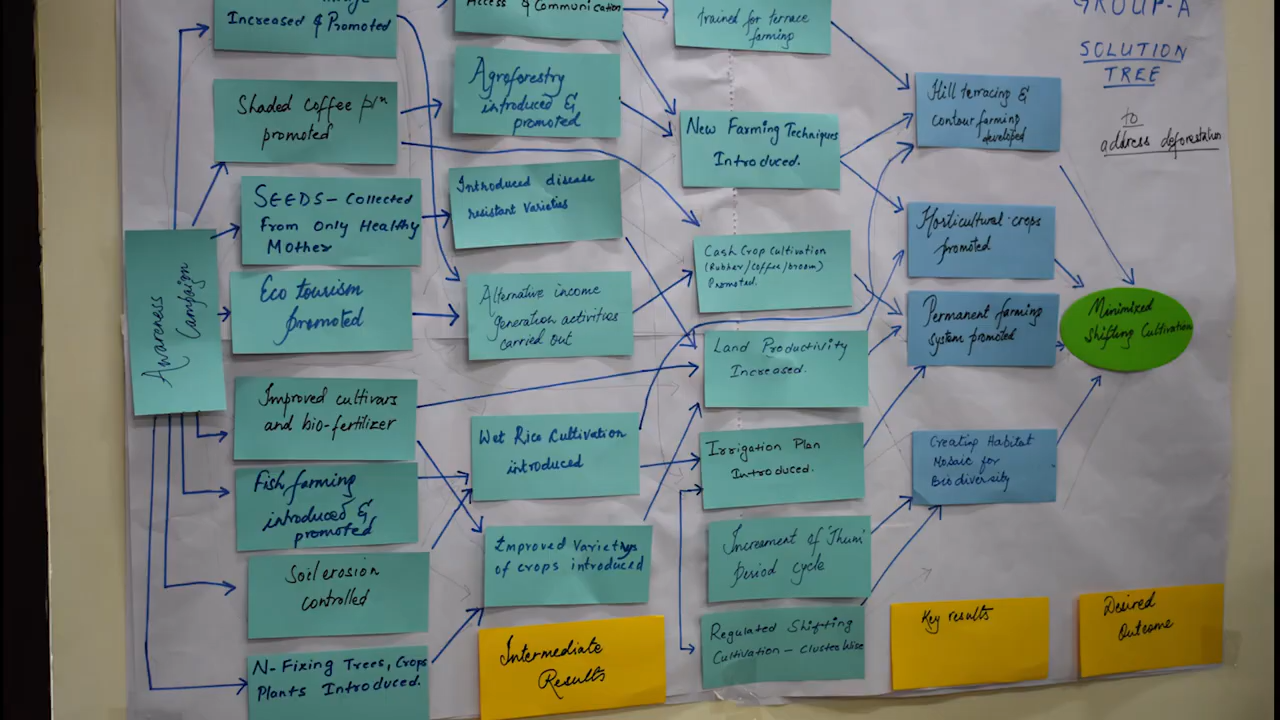 Increased & Promoted
Access & Communication
trained for terrace
farming
GROUP-A
SOLUTION
TREE
to
address deforestation
Shaded Coffee
promoted
Agroforestry
introduced &
promoted
New Farming Techniques
Introduced.
Hill terracing &
contour farming
developed
SEEDS - Collected
From Only Healthy
Mother
Introduced disease
resistant varieties
Cash Crop Cultivation
(Rubber/Coffee/broom)
Promoted.
Horticultural crops
promoted
Awareness
Campaign
Eco tourism
promoted
Alternative income
generation activities
carried out
Land Productivity
Increased.
Permanent farming
system promoted
Minimized
Shifting Cultivation
Improved cultivars
and bio-fertilizer
Wet Rice Cultivation
introduced
Irrigation Plan
Introduced.
Creating Habitat
Mosaic for
Biodiversity
Fish farming
introduced &
promoted
Improved Varietys
of crops introduced
Increment of 'Jhum'
Period cycle
Soil erosion
controlled
Regulated Shifting
Cultivation - Clusterwise
N-Fixing Trees, Crops
Plants Introduced.
Intermediate
Results
Key results
Desired
Outcome